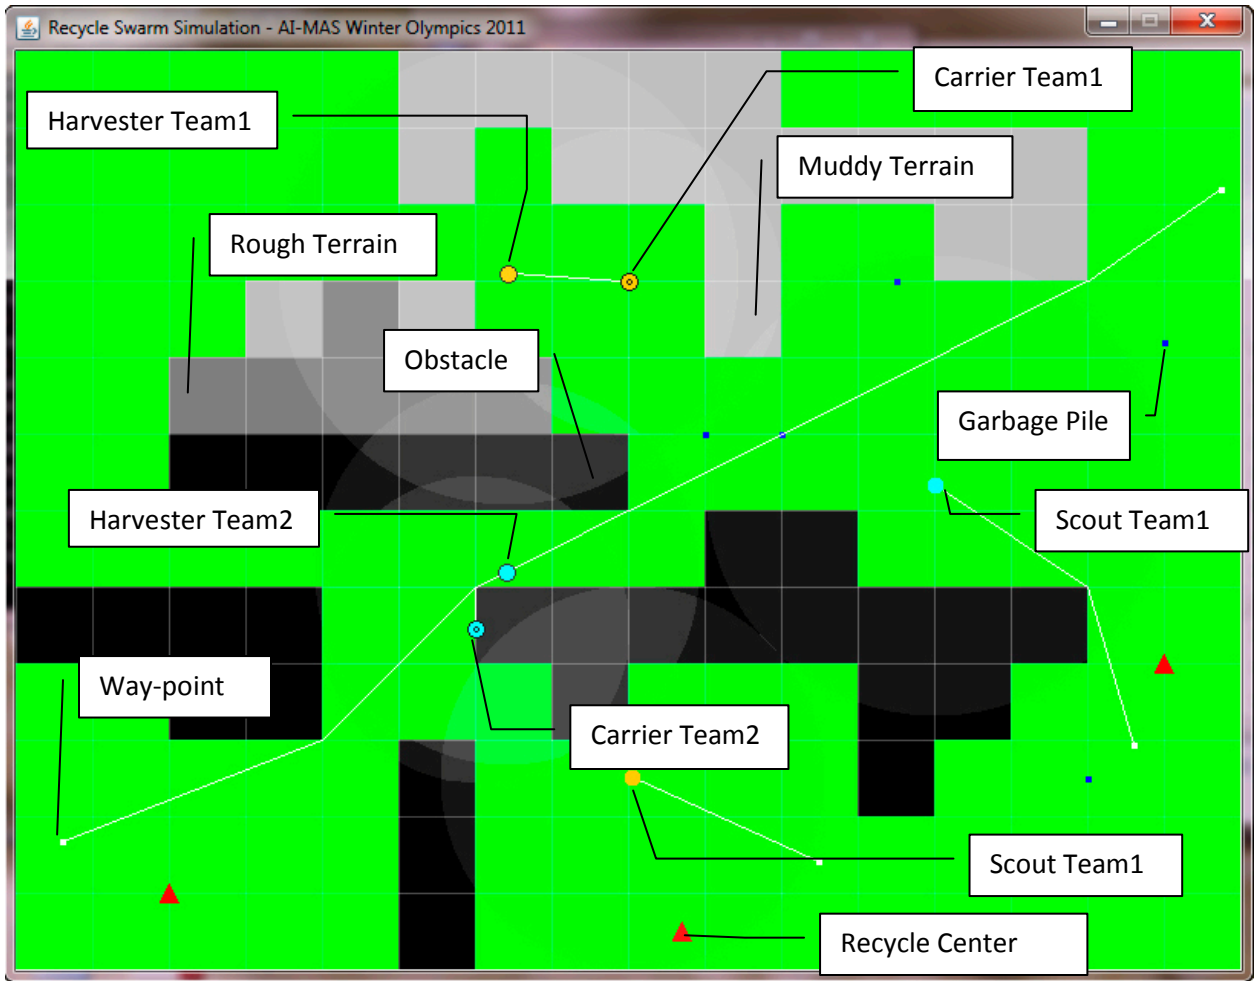 Recycle Swarm Simulation - AI-MAS Winter Olympics 2011
Carrier Team1
Harvester Team1
Muddy Terrain
Rough Terrain
Obstacle
Garbage Pile
Harvester Team2
Scout Team1
Way-point
Carrier Team2
Scout Team1
Recycle Center